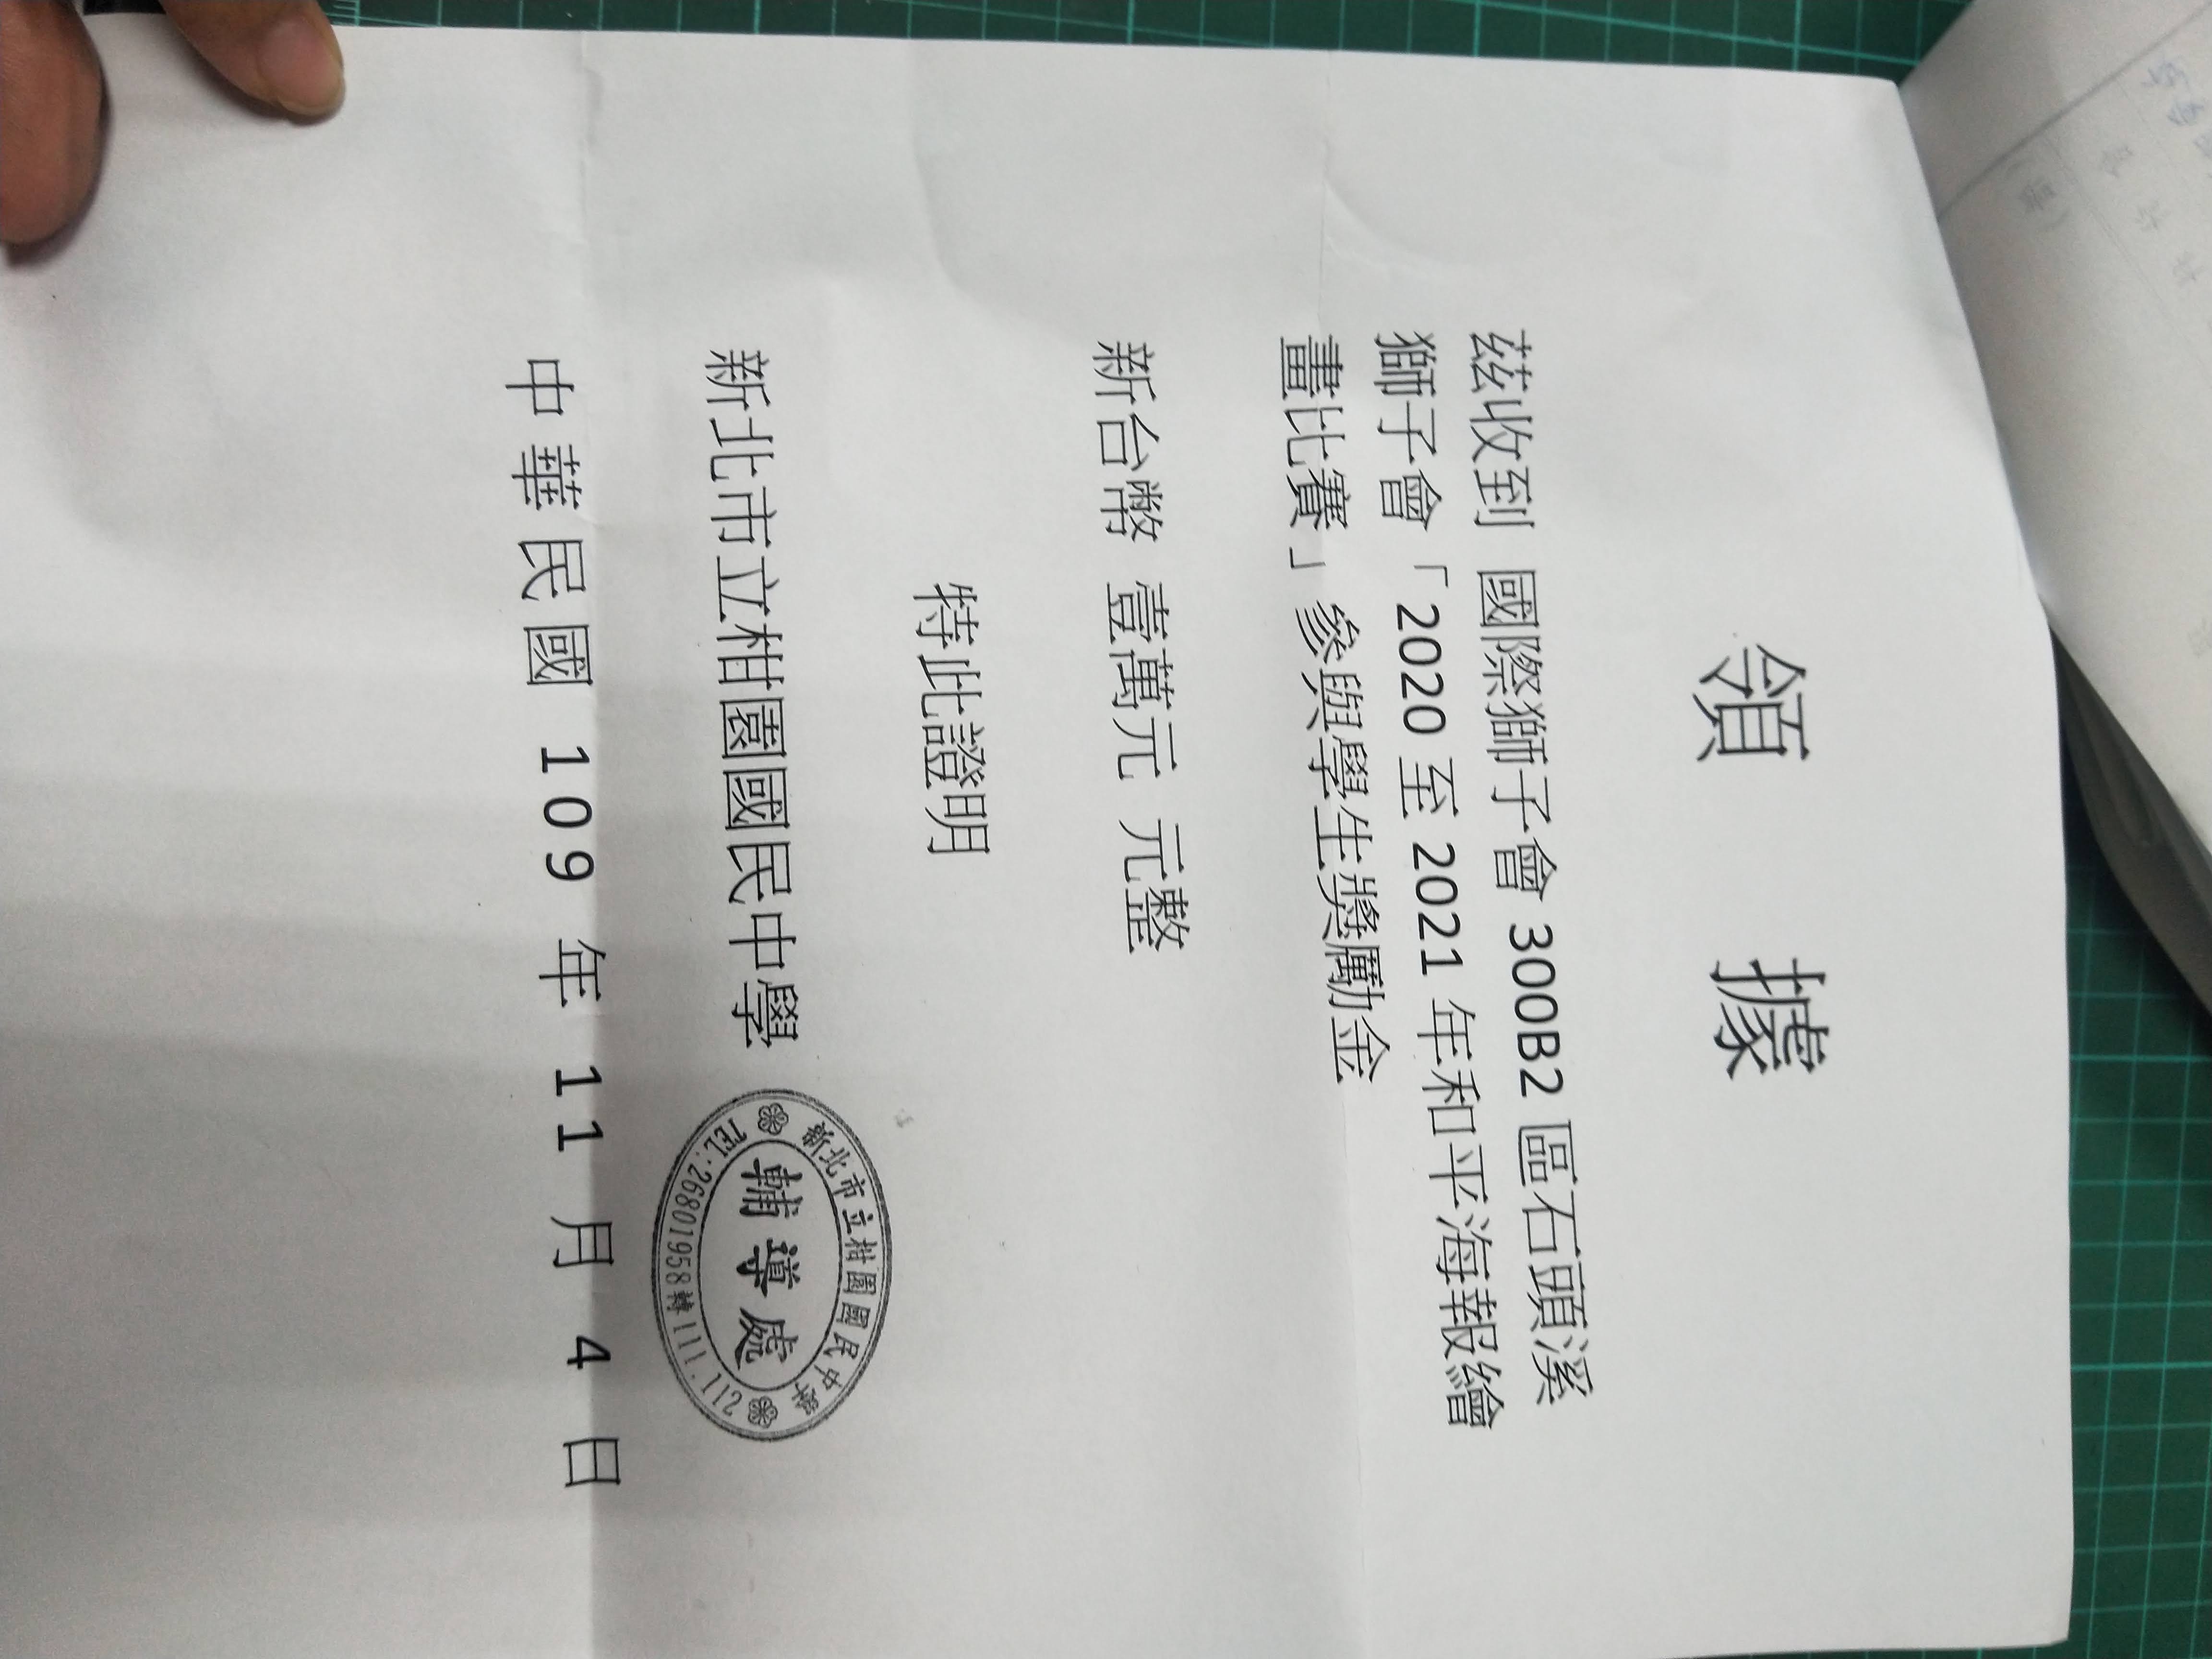 領 據
茲收到 國際獅子會 300B2 區石頭溪
獅子會「2020 至 2021 年和平海報繪
畫比賽」參與學生獎勵金
新台幣 壹萬元 元整
特此證明
新北市立柑園國民中學
新北市立柑園國民中學
輔導處
TEL:26801958轉111.112
中華民國 109 年 11 月 4 日